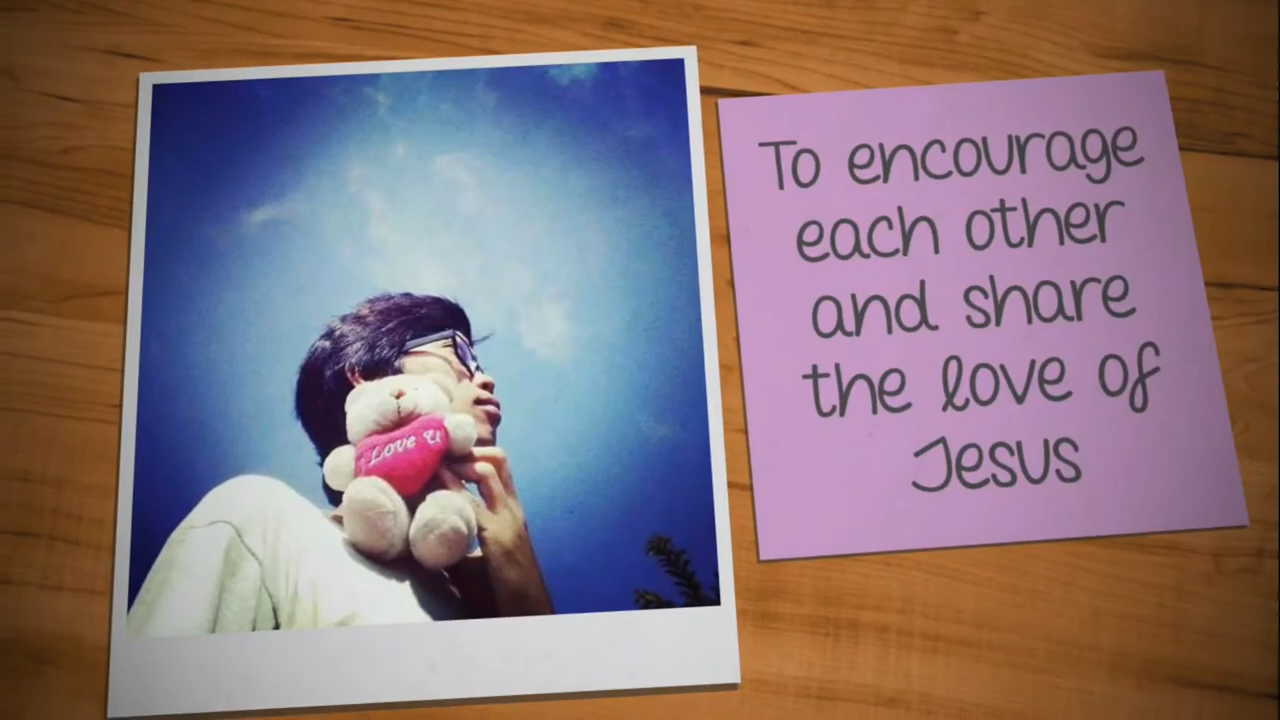 I Love U
To encourage
each other
and share
the love of
Jesus